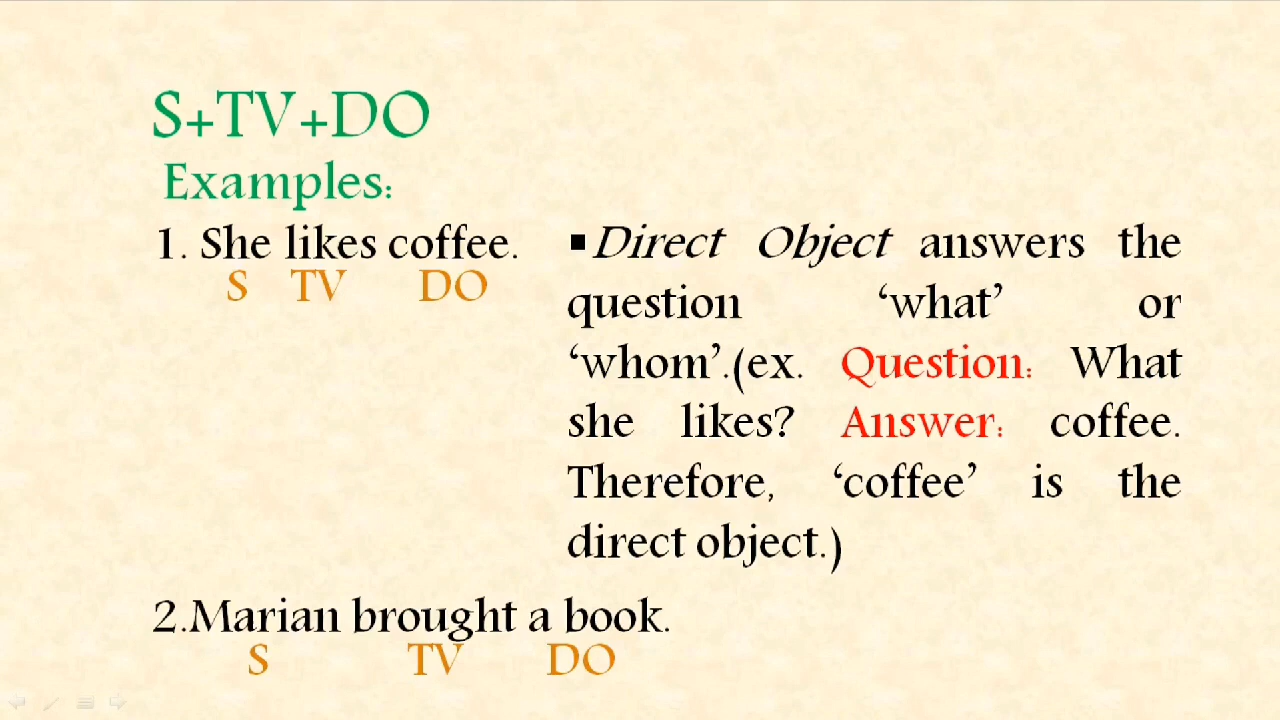 S+TV+DO
Examples:
1. She likes coffee.
S TV DO
▪Direct Object answers the
question ‘what’ or
‘whom’.(ex. Question: What
she likes? Answer: coffee.
Therefore, ‘coffee’ is the
direct object.)
2.Marian brought a book.
S TV DO